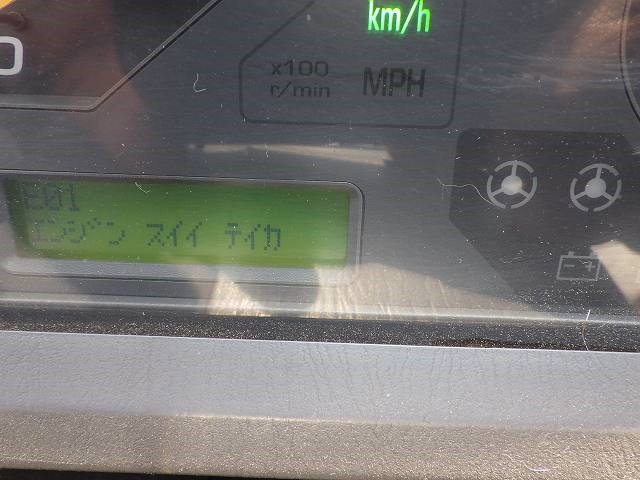 km/h
x100
r/min
MPH
E01
エンジン スイイ テイカ